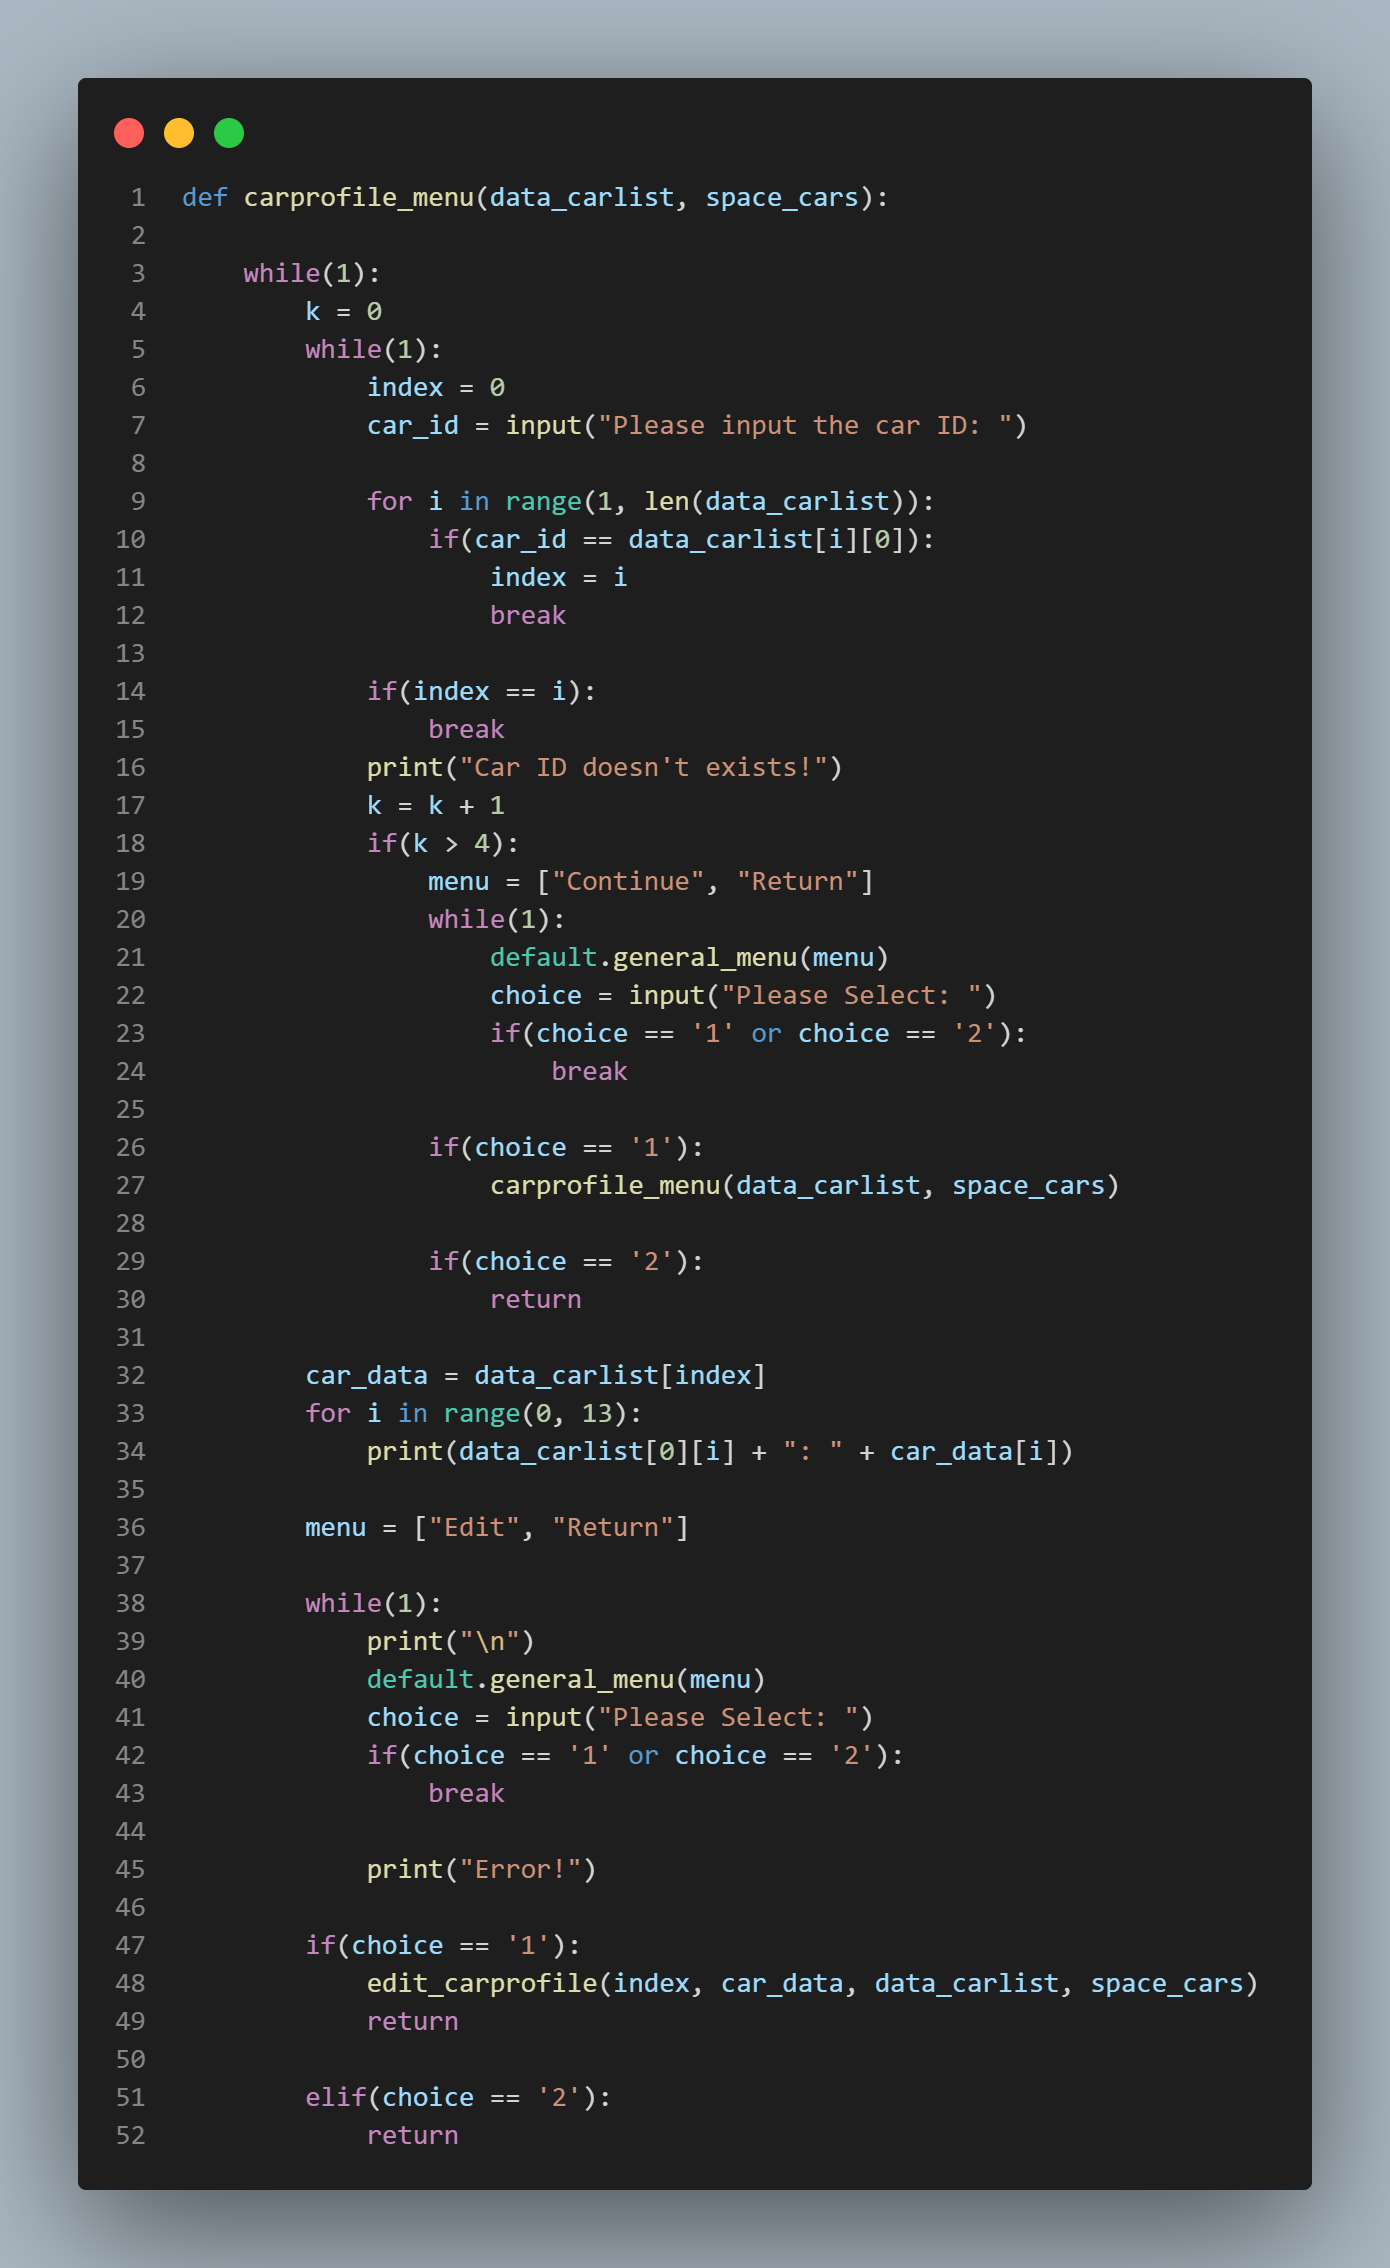 1 def carprofile_menu(data_carlist, space_cars):
2
3     while(1):
4         k = 0
5         while(1):
6             index = 0
7             car_id = input("Please input the car ID: ")
8
9             for i in range(1, len(data_carlist)):
10                 if(car_id == data_carlist[i][0]):
11                     index = i
12                     break
13
14             if(index == i):
15                 break
16             print("Car ID doesn't exists!")
17             k = k + 1
18             if(k > 4):
19                 menu = ["Continue", "Return"]
20                 while(1):
21                     default.general_menu(menu)
22                     choice = input("Please Select: ")
23                     if(choice == '1' or choice == '2'):
24                         break
25
26                 if(choice == '1'):
27                     carprofile_menu(data_carlist, space_cars)
28
29                 if(choice == '2'):
30                     return
31
32         car_data = data_carlist[index]
33         for i in range(0, 13):
34             print(data_carlist[0][i] + ": " + car_data[i])
35
36         menu = ["Edit", "Return"]
37
38         while(1):
39             print("\n")
40             default.general_menu(menu)
41             choice = input("Please Select: ")
42             if(choice == '1' or choice == '2'):
43                 break
44
45             print("Error!")
46
47         if(choice == '1'):
48             edit_carprofile(index, car_data, data_carlist, space_cars)
49             return
50
51         elif(choice == '2'):
52             return